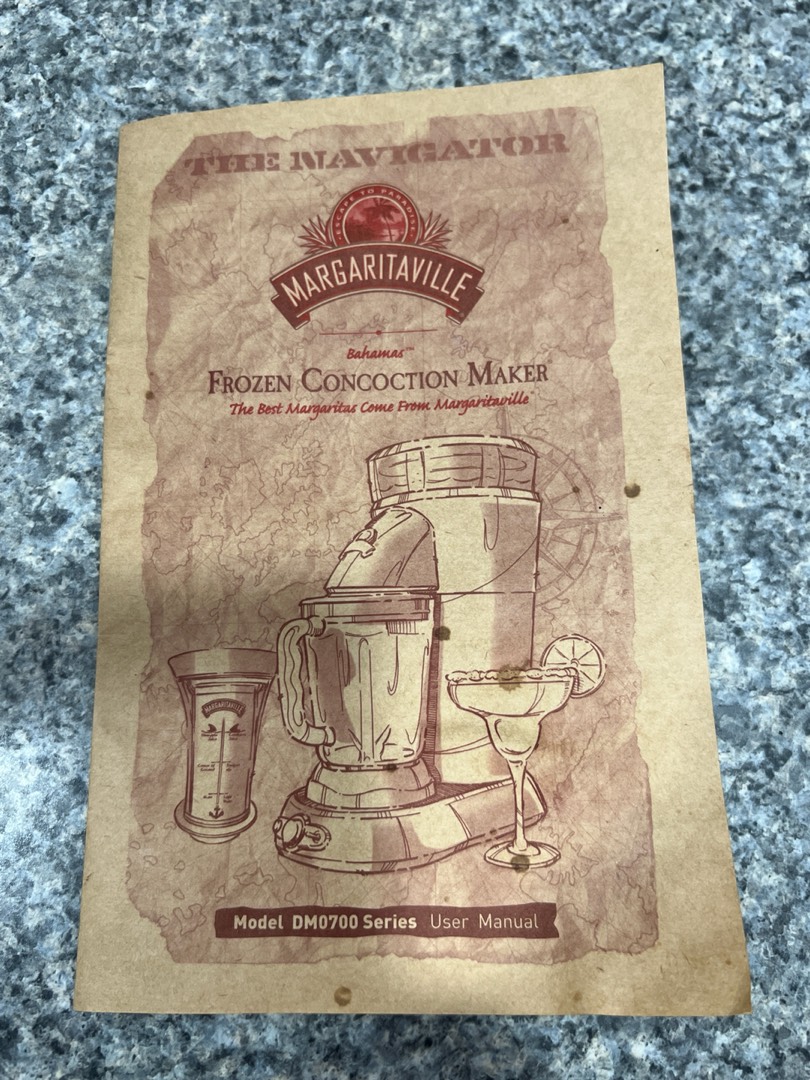 THE NAVIGATOR
ESCAPE TO PARADISE
MARGARITAVILLE
Bahamas™
FROZEN CONCOCTION MAKER®
The Best Margaritas Come From Margaritaville®
MARGARITAVILLE
Model DM0700 Series User Manual